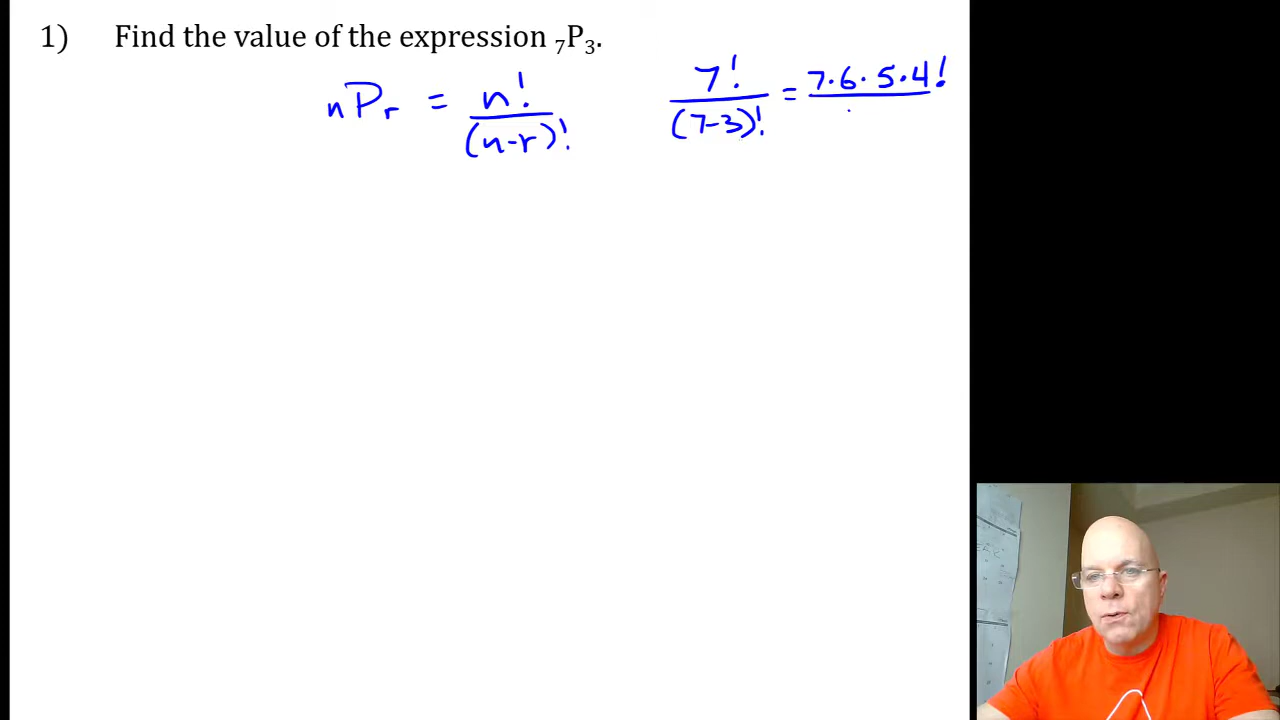 1) Find the value of the expression ₇P₃.
nPr = n! / (n-r)!   7! / (7-3)! = 7·6·5·4! /